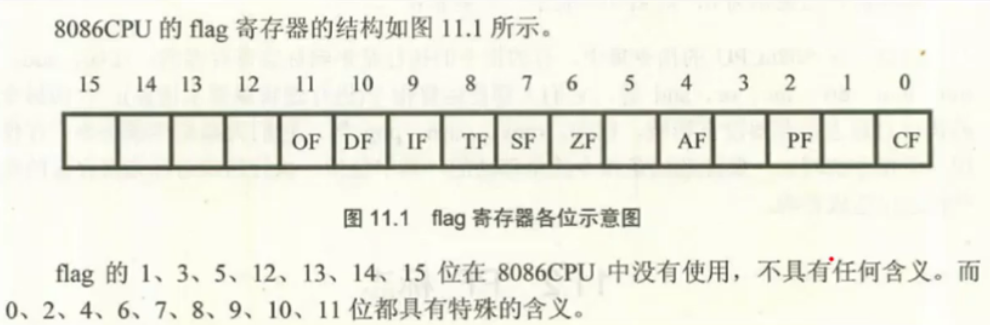 8086CPU 的 flag 寄存器的结构如图 11.1 所示。
15 14 13 12 11 10 9 8 7 6 5 4 3 2 1 0
OF DF IF TF SF ZF AF PF CF
图 11.1 flag 寄存器各位示意图
flag 的 1、3、5、12、13、14、15 位在 8086CPU 中没有使用，不具有任何含义。而
0、2、4、6、7、8、9、10、11 位都具有特殊的含义。